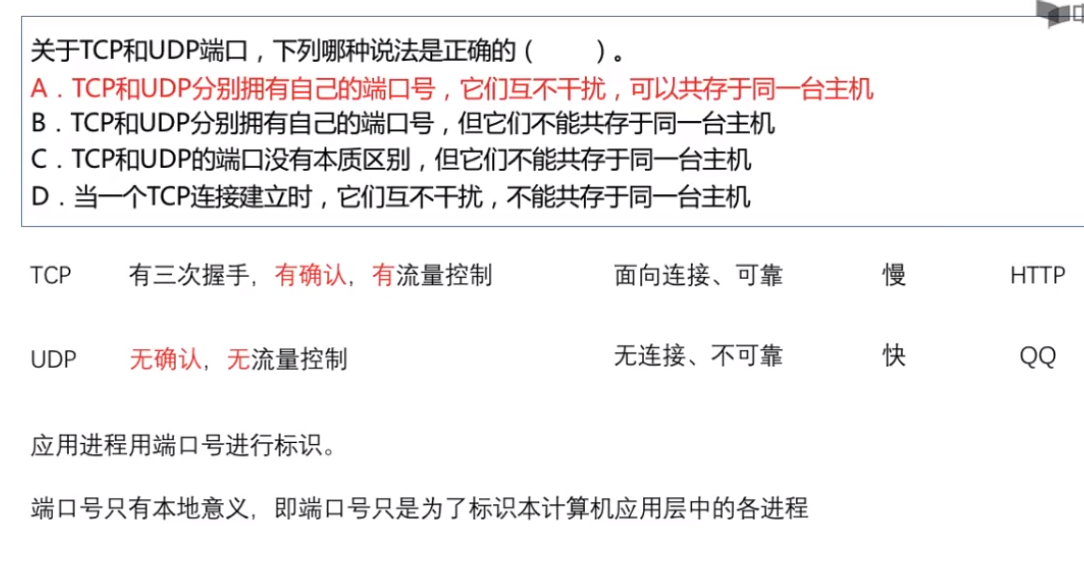 关于TCP和UDP端口，下列哪种说法是正确的（　　）。
A．TCP和UDP分别拥有自己的端口号，它们互不干扰，可以共存于同一台主机
B．TCP和UDP分别拥有自己的端口号，但它们不能共存于同一台主机
C．TCP和UDP的端口没有本质区别，但它们不能共存于同一台主机
D．当一个TCP连接建立时，它们互不干扰，不能共存于同一台主机
TCP 有三次握手，有确认，有流量控制 面向连接、可靠 慢 HTTP
UDP 无确认，无流量控制 无连接、不可靠 快 QQ
应用进程用端口号进行标识。
端口号只有本地意义，即端口号只是为了标识本计算机应用层中的各进程